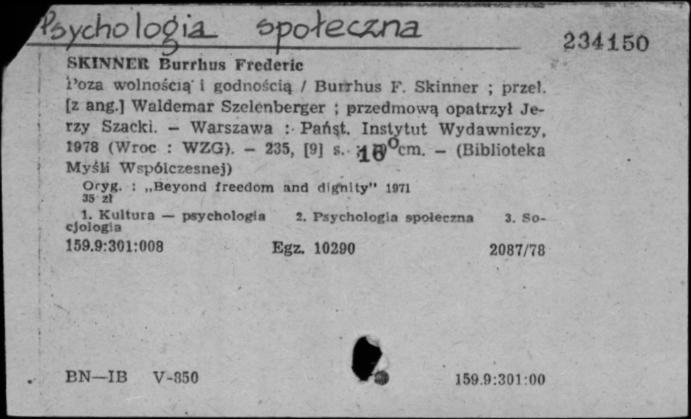 Psychologia społeczna
234150
SKINNER Burrhus Frederic
Poza wolnością i godnością / Burrhus F. Skinner ; przeł.
[z ang.] Waldemar Szelenberger ; przedmową opatrzył Je-
rzy Szacki. — Warszawa : Państ. Instytut Wydawniczy,
1978 (Wroc : WZG). — 235, [9] s. cm. — (Biblioteka
Myśli Współczesnej)
Oryg. : „Beyond freedom and dignity" 1971
35 zł
1. Kultura — psychologia 2. Psychologia społeczna 3. So-
cjologia
159.9:301:008 Egz. 10290 2087/78
BN—IB V-350 159.9:301:00